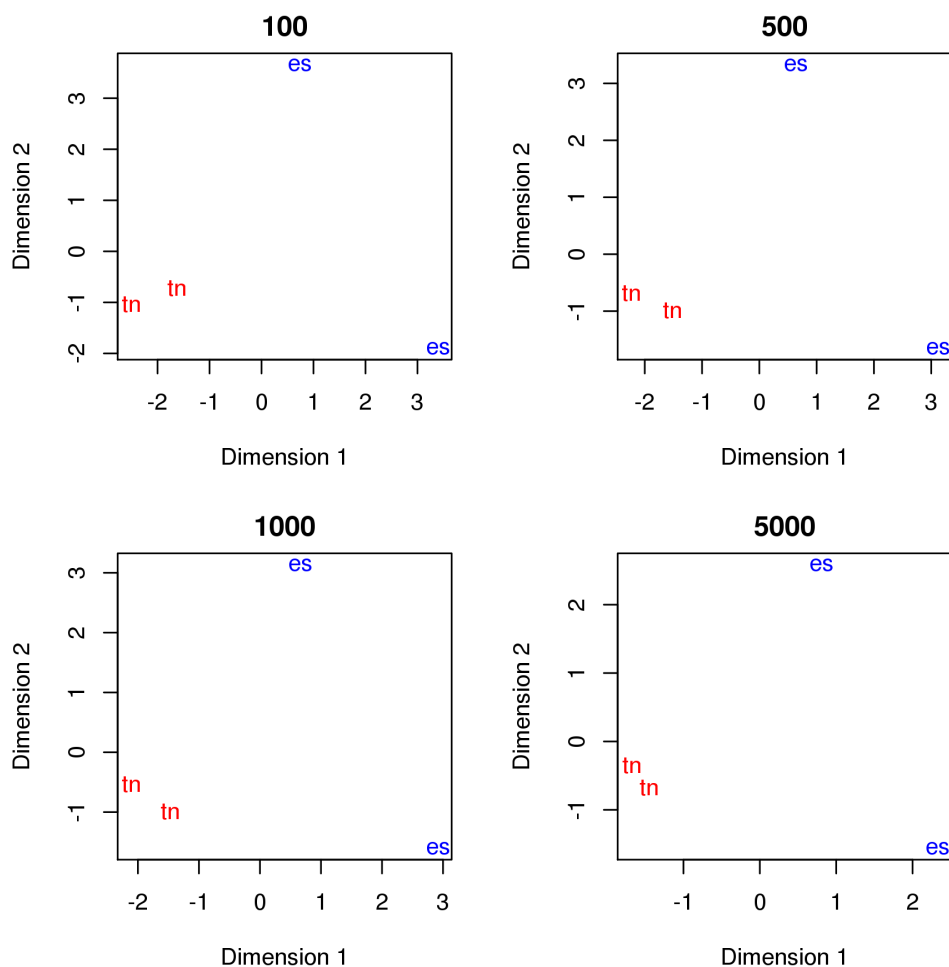 100
es
3
2
1
0
-1
-2
Dimension 2
tn
tn
es
-2 -1 0 1 2 3
Dimension 1
500
es
3
2
1
0
-1
Dimension 2
tn
tn
es
-2 -1 0 1 2 3
Dimension 1
1000
es
3
2
1
0
-1
Dimension 2
tn
tn
es
-2 -1 0 1 2 3
Dimension 1
5000
es
2
1
0
-1
Dimension 2
tn
tn
es
-1 0 1 2
Dimension 1